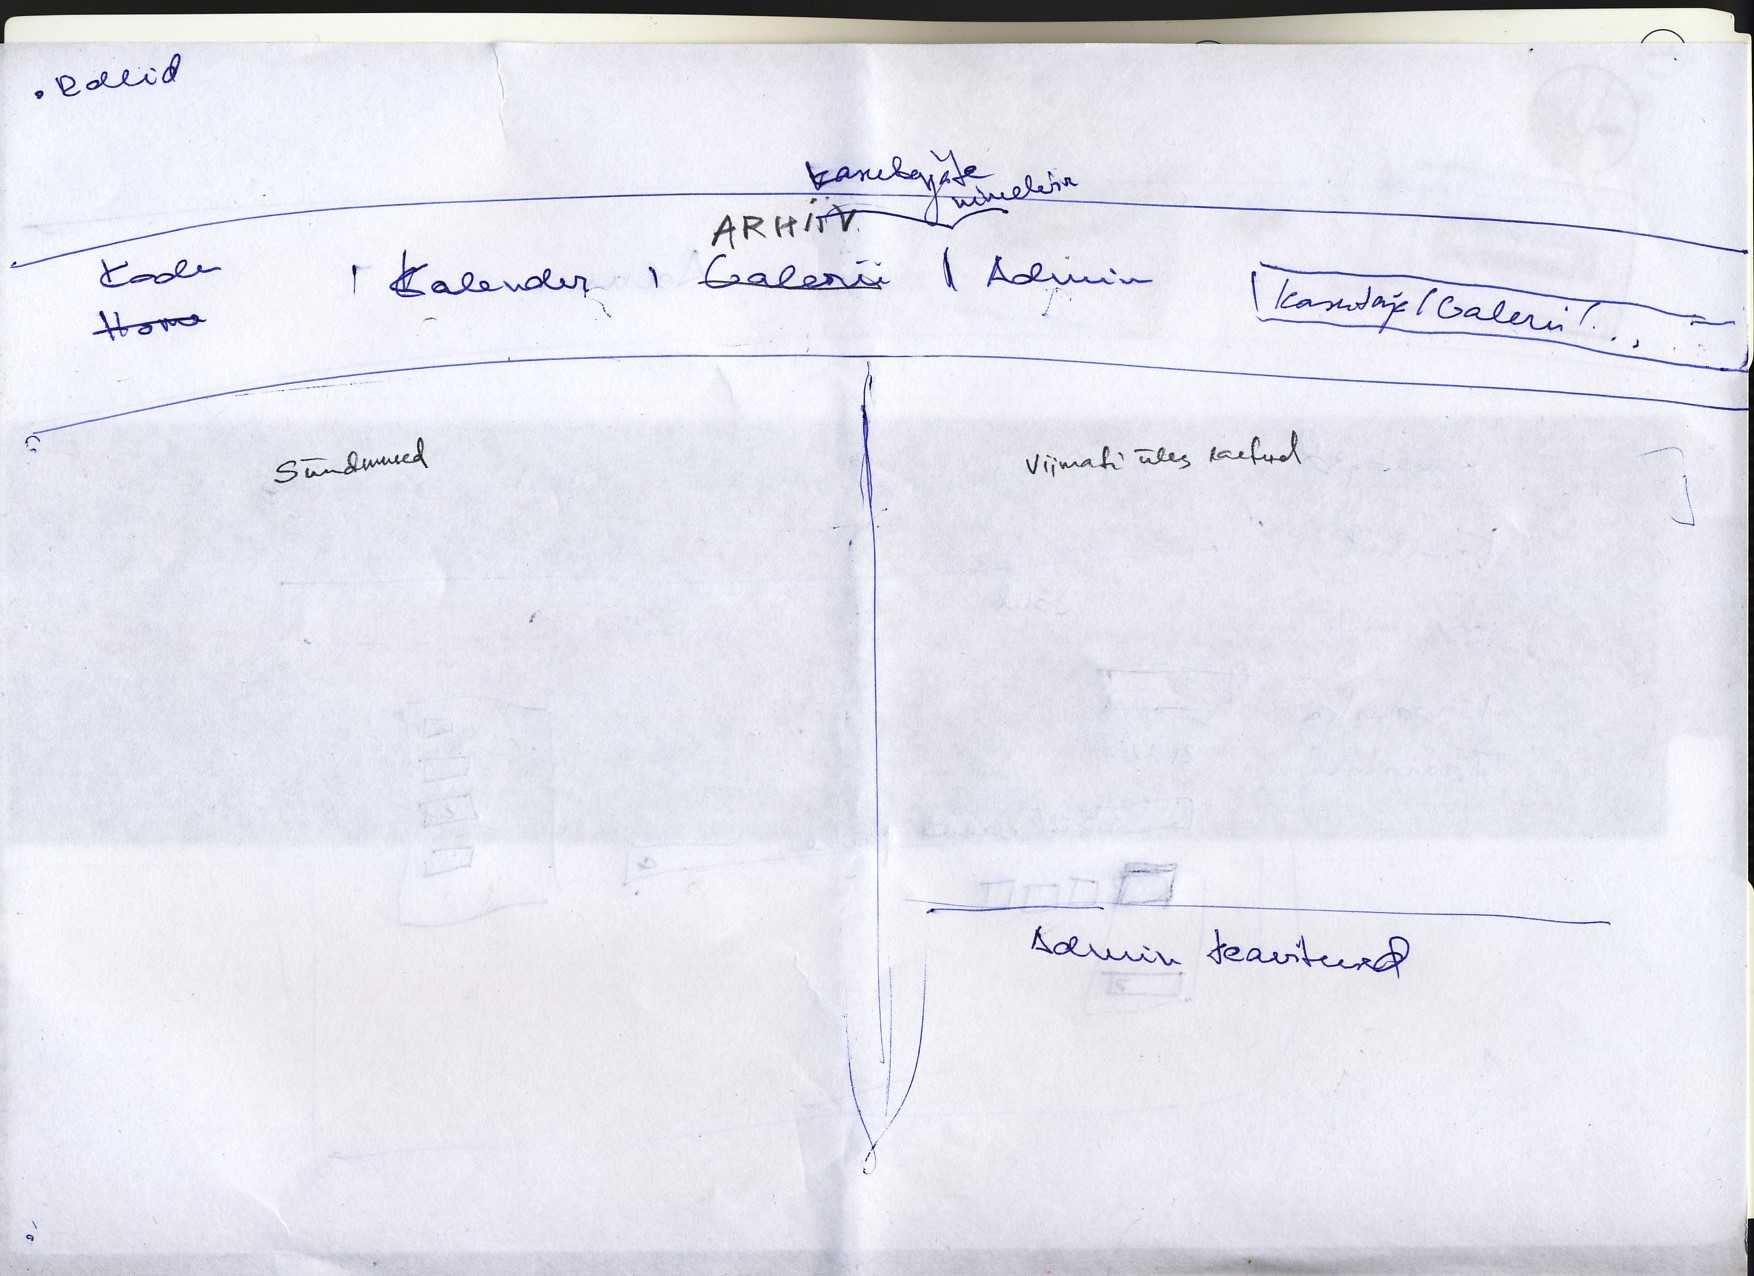 • Rollid
Kasutajate
nimekiri
ARHIIV
Kodu | Kalender | Galerii | Admin
Home
Kasutaja / Galerii / . . .
Sündmused
Viimati üles laetud
Admin teavitused